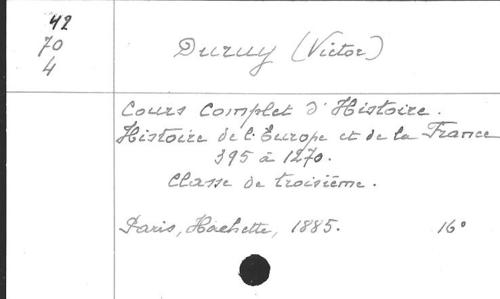 42
70
4
Duruy (Victor)
Cours Complet d'Histoire.
Histoire de l'Europe et de la France
395 à 1270.
Classe de troisième.
Paris, Hachette, 1885. 16°